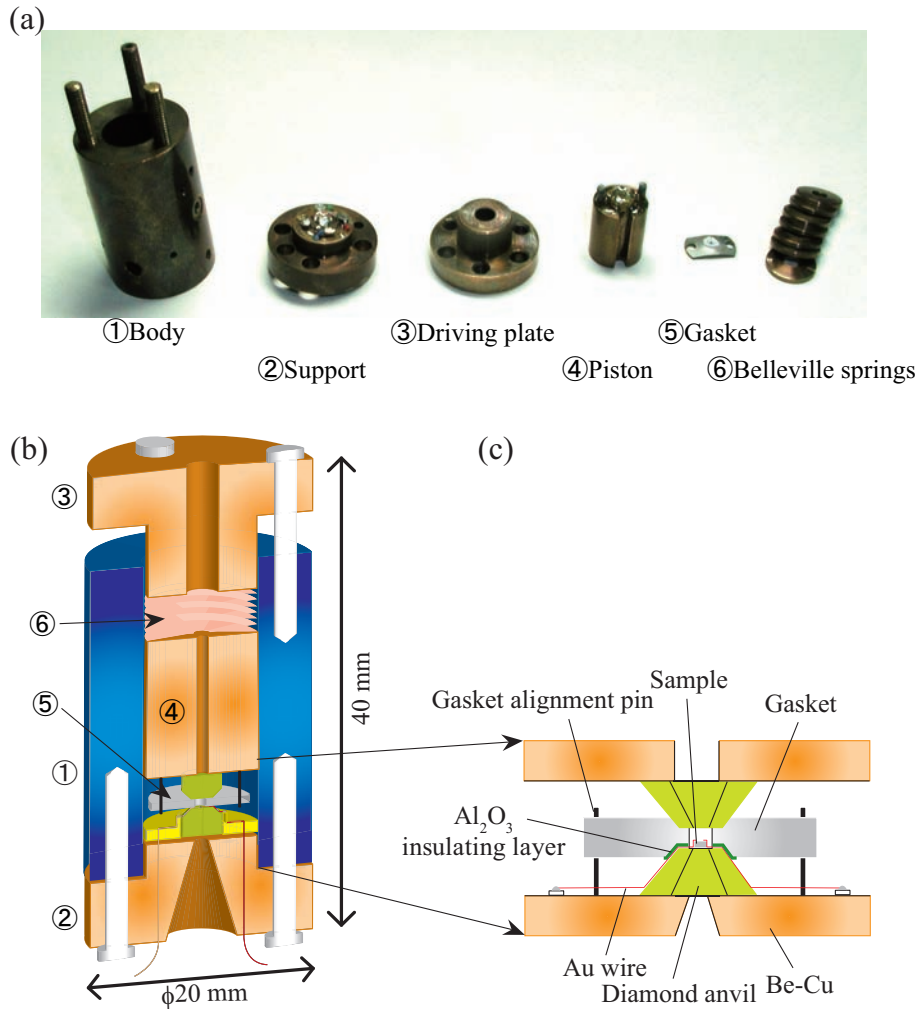 (a)
①Body
②Support
③Driving plate
④Piston
⑤Gasket
⑥Belleville springs
(b)
③
⑥
⑤
④
①
②
40 mm
ϕ20 mm
(c)
Sample
Gasket alignment pin
Gasket
Al₂O₃
insulating layer
Au wire
Diamond anvil
Be-Cu